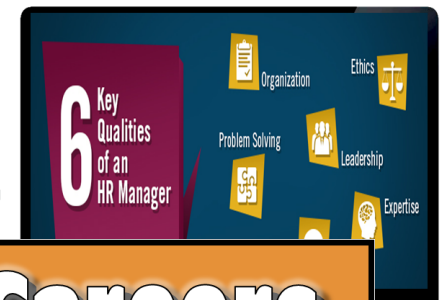 6
Key
Qualities
of an
HR Manager
Organization
Ethics
Problem Solving
Leadership
Expertise
Careers